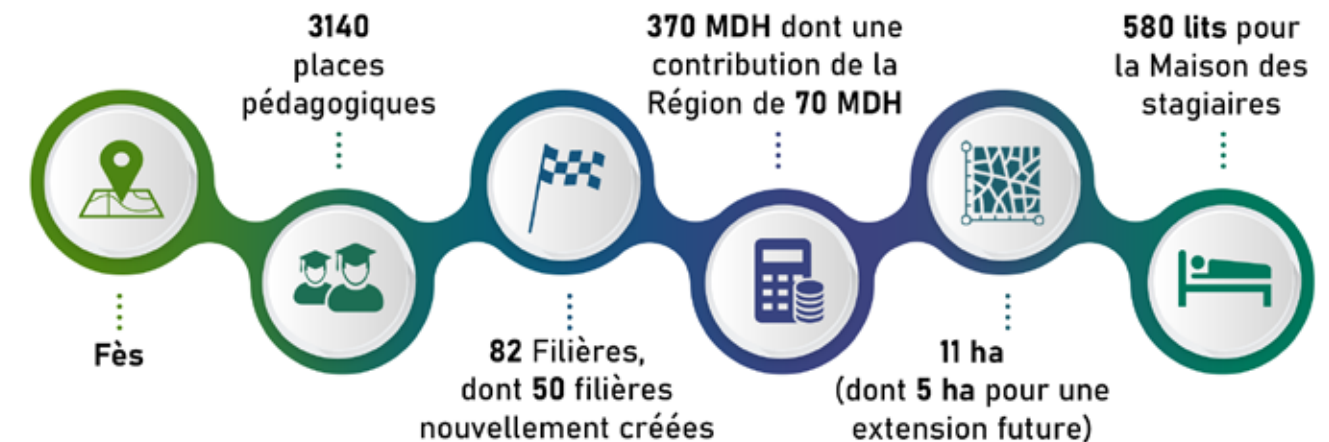 Fès
3140
places
pédagogiques
82 Filières,
dont 50 filières
nouvellement créées
370 MDH dont une
contribution de la
Région de 70 MDH
11 ha
(dont 5 ha pour une
extension future)
580 lits pour
la Maison des
stagiaires